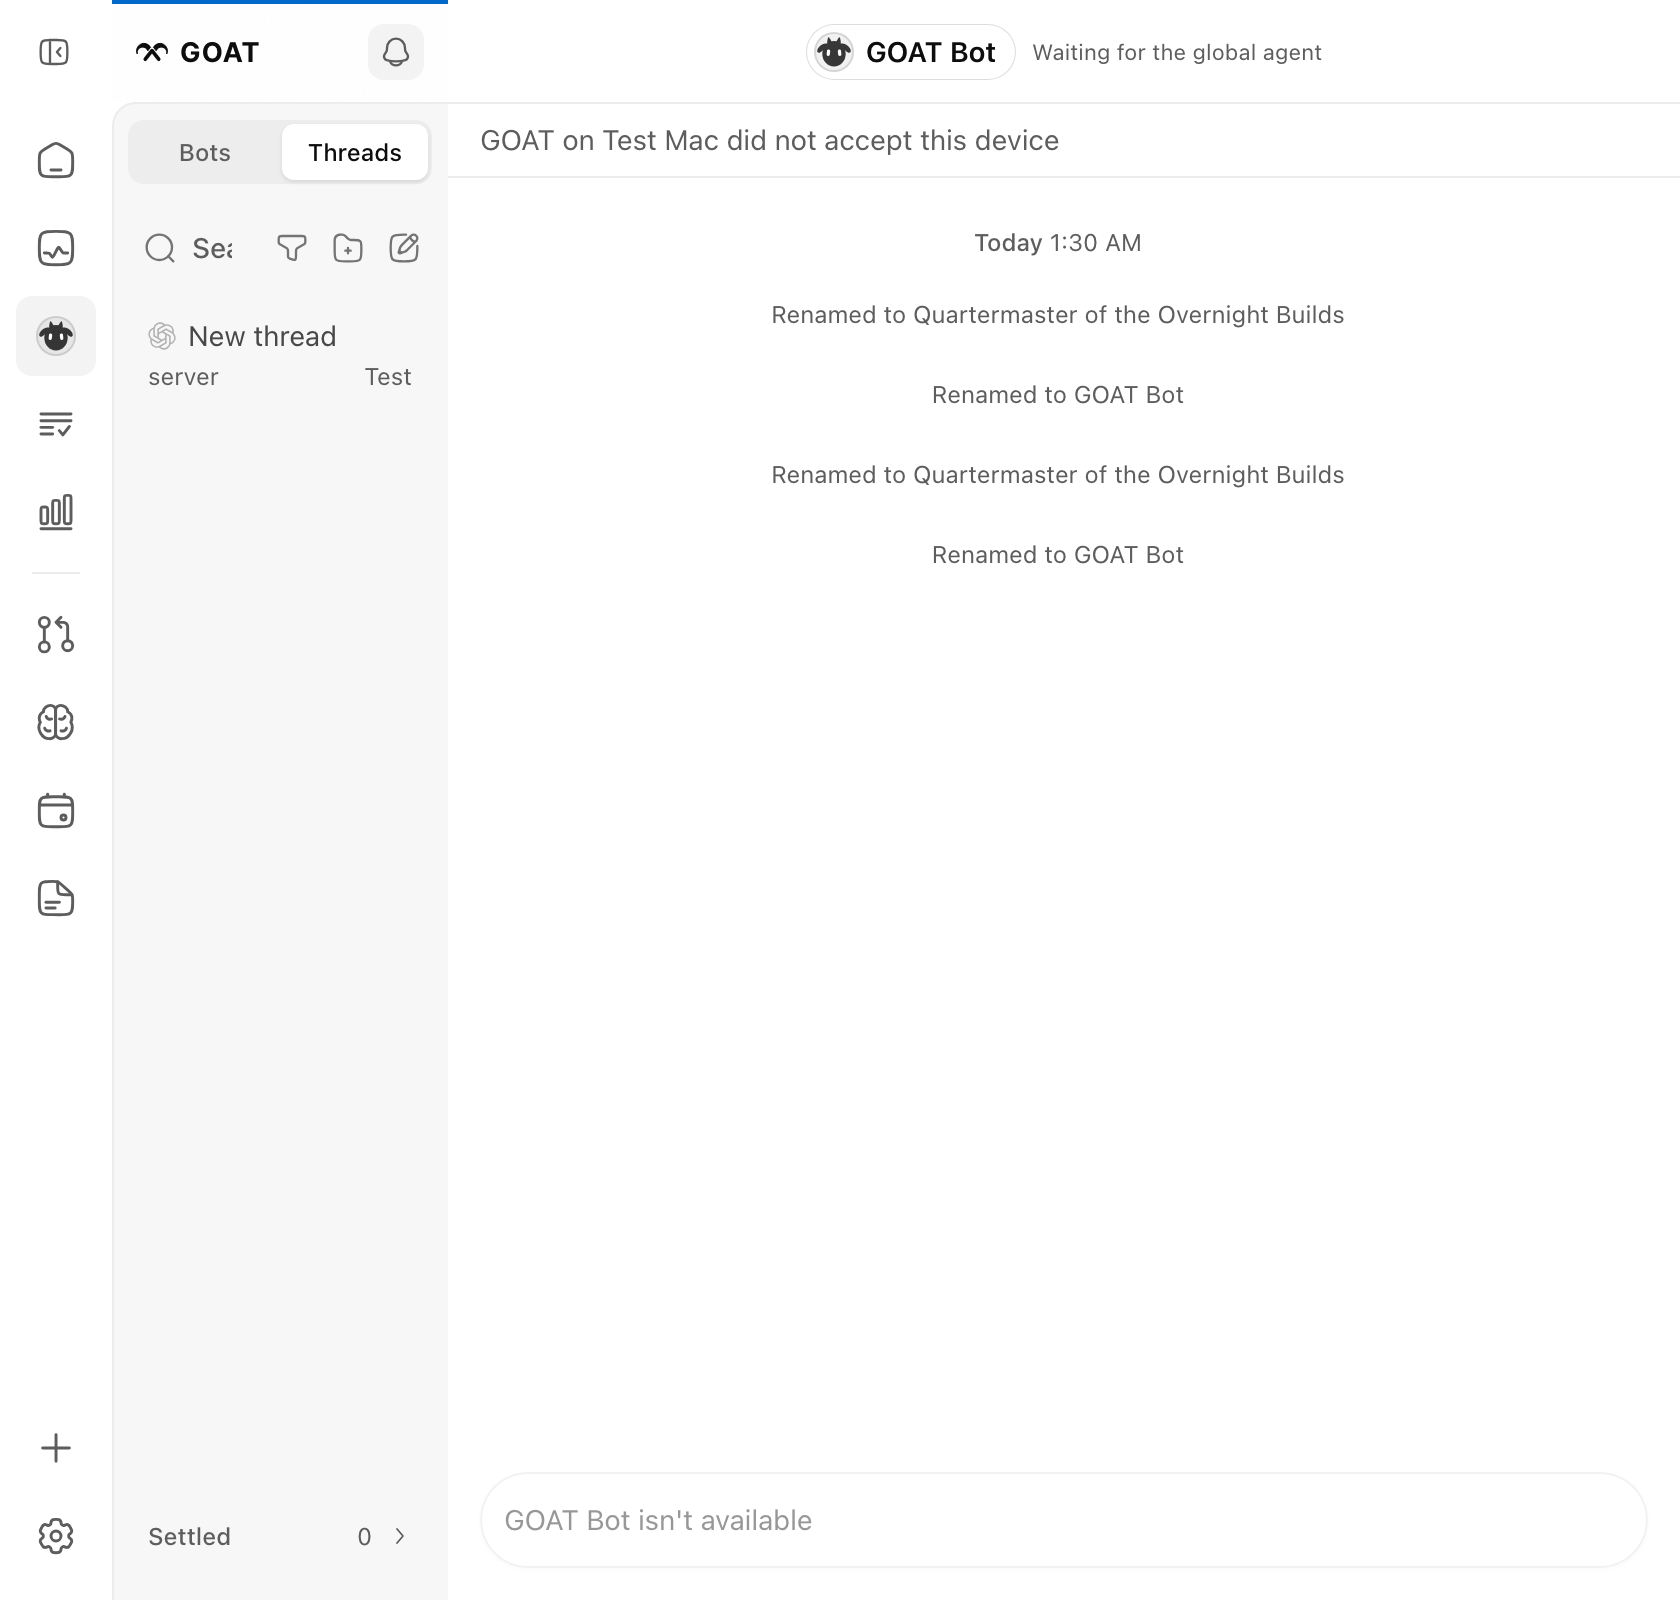 GOAT
GOAT Bot
Waiting for the global agent
Bots
Threads
GOAT on Test Mac did not accept this device
Today 1:30 AM
Renamed to Quartermaster of the Overnight Builds
New thread
server
Test
Renamed to GOAT Bot
Renamed to Quartermaster of the Overnight Builds
Renamed to GOAT Bot
GOAT Bot isn't available
Settled
0